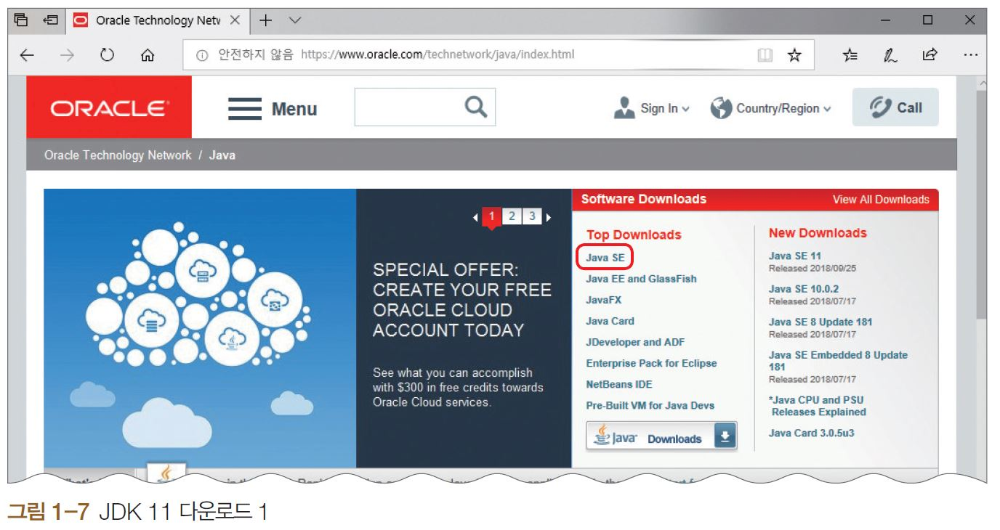 Oracle Technology Netw
안전하지 않음 https://www.oracle.com/technetwork/java/index.html
ORACLE
Menu
Sign In
Country/Region
Call
Oracle Technology Network / Java
1 2 3
SPECIAL OFFER:
CREATE YOUR FREE
ORACLE CLOUD
ACCOUNT TODAY
See what you can accomplish
with $300 in free credits towards
Oracle Cloud services.
Software Downloads
View All Downloads
Top Downloads
Java SE
Java EE and GlassFish
JavaFX
Java Card
JDeveloper and ADF
Enterprise Pack for Eclipse
NetBeans IDE
Pre-Built VM for Java Devs
Java Downloads
New Downloads
Java SE 11
Released 2018/09/25
Java SE 10.0.2
Released 2018/07/17
Java SE 8 Update 181
Released 2018/07/17
Java SE Embedded 8 Update
181
Released 2018/07/17
*Java CPU and PSU
Releases Explained
Java Card 3.0.5u3
그림 1-7 JDK 11 다운로드 1